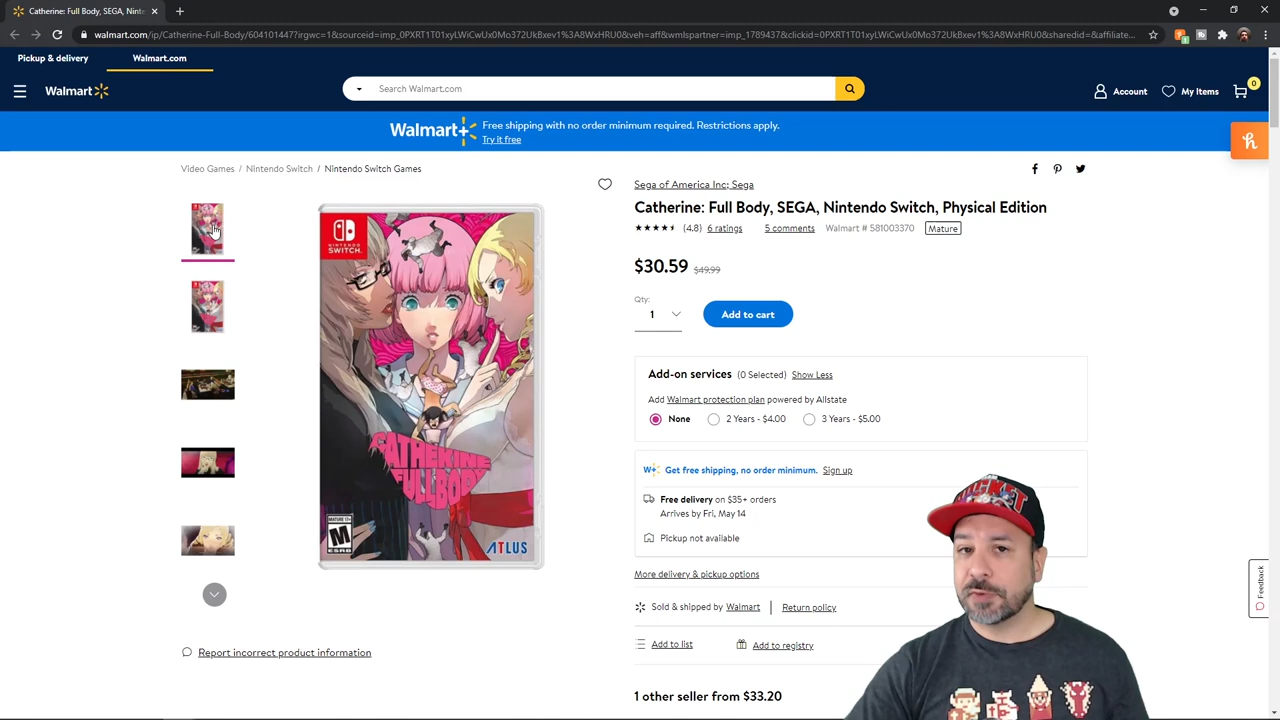 Catherine: Full Body, SEGA, Nin
walmart.com/ip/Catherine-Full-Body/604101447?irgwc=1&sourceid=imp_0PXRT1T01xyLWiCwUx0Mo372UkBxev1%3A8WxHRU0&veh=aff&wmlspartner=imp_1789437&clickid=0PXRT1T01xyLWiCwUx0Mo372UkBxev1%3A8WxHRU0&sharedid=&affiliate...
Pickup & delivery
Walmart.com
Walmart
Search Walmart.com
Account
My Items
0
Walmart+
Free shipping with no order minimum required. Restrictions apply.
Try it free
Video Games / Nintendo Switch / Nintendo Switch Games
Sega of America Inc; Sega
Catherine: Full Body, SEGA, Nintendo Switch, Physical Edition
(4.8) 6 ratings 5 comments Walmart # 581003370 Mature
$30.59 $49.99
Qty:
1
Add to cart
Add-on services (0 Selected) Show Less
Add Walmart protection plan powered by Allstate
None 2 Years - $4.00 3 Years - $5.00
W+ Get free shipping, no order minimum. Sign up
Free delivery on $35+ orders
Arrives by Fri, May 14
Pickup not available
More delivery & pickup options
Sold & shipped by Walmart | Return policy
Add to list Add to registry
1 other seller from $33.20
NINTENDO
SWITCH
CATHERINE
FULL BODY
MATURE 17+
M
ESRB
ATLUS
Report incorrect product information
Feedback